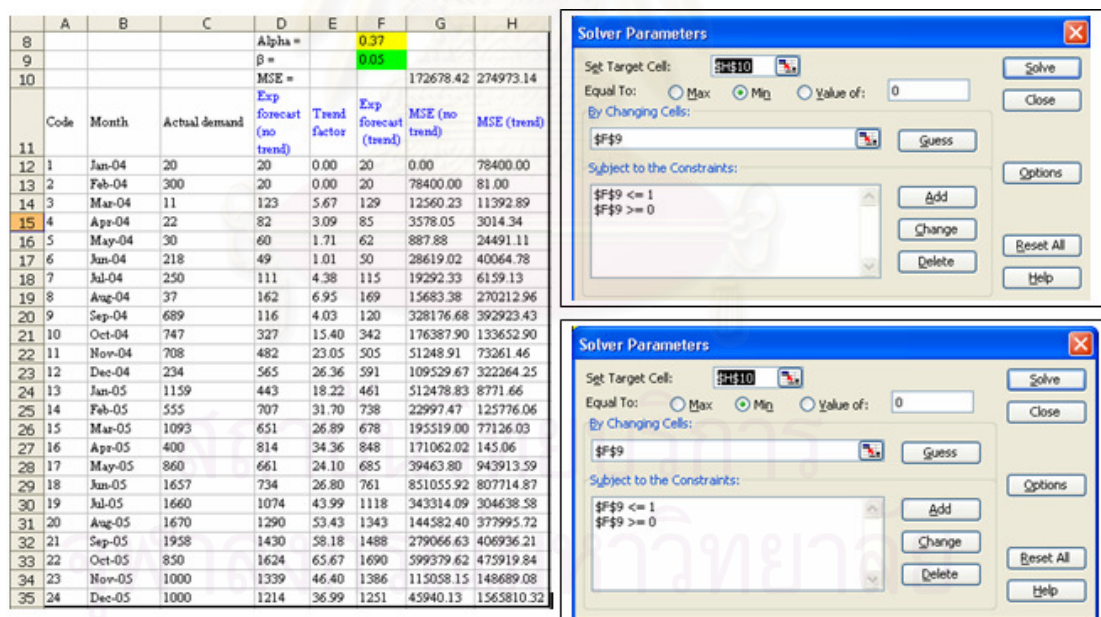 A B C D E F G H
8 Alpha = 0.37
9 β = 0.05
10 MSE = 172678.42 274973.14
11 Code Month Actual demand Exp forecast (no trend) Trend factor Exp forecast (trend) MSE (no trend) MSE (trend)
12 1 Jan-04 20 20 0.00 20 0.00 78400.00
13 2 Feb-04 300 20 0.00 20 78400.00 81.00
14 3 Mar-04 11 123 5.67 129 12560.23 11392.89
15 4 Apr-04 22 82 3.09 85 3578.05 3014.34
16 5 May-04 30 60 1.71 62 887.88 24491.11
17 6 Jun-04 218 49 1.01 50 28619.02 40064.78
18 7 Jul-04 250 111 4.38 115 19292.33 6159.13
19 8 Aug-04 37 162 6.95 169 15683.38 270212.96
20 9 Sep-04 689 116 4.03 120 328176.68 392923.43
21 10 Oct-04 747 327 15.40 342 176387.90 133652.90
22 11 Nov-04 708 482 23.05 505 51248.91 73261.46
23 12 Dec-04 234 565 26.36 591 109529.67 322264.25
24 13 Jan-05 1159 443 18.22 461 512478.83 8771.66
25 14 Feb-05 555 707 31.70 738 22997.47 125776.06
26 15 Mar-05 1093 651 26.89 678 195519.00 77126.03
27 16 Apr-05 400 814 34.36 848 171062.02 145.06
28 17 May-05 860 661 24.10 685 39463.80 943913.59
29 18 Jun-05 1657 734 26.80 761 851055.92 807714.87
30 19 Jul-05 1660 1074 43.99 1118 343314.09 304638.58
31 20 Aug-05 1670 1290 53.43 1343 144582.40 377995.72
32 21 Sep-05 1958 1430 58.18 1488 279066.63 406936.21
33 22 Oct-05 850 1624 65.67 1690 599379.62 475919.84
34 23 Nov-05 1000 1339 46.40 1386 115058.15 148689.08
35 24 Dec-05 1000 1214 36.99 1251 45940.13 1565810.32
Solver Parameters
Set Target Cell: $H$10 Solve
Equal To: Max Min Value of: 0 Close
By Changing Cells:
$F$9 Guess
Subject to the Constraints: Options
$F$9 <= 1 Add
$F$9 >= 0
Change
Reset All
Delete
Help
Solver Parameters
Set Target Cell: $H$10 Solve
Equal To: Max Min Value of: 0 Close
By Changing Cells:
$F$9 Guess
Subject to the Constraints: Options
$F$9 <= 1 Add
$F$9 >= 0
Change
Reset All
Delete
Help